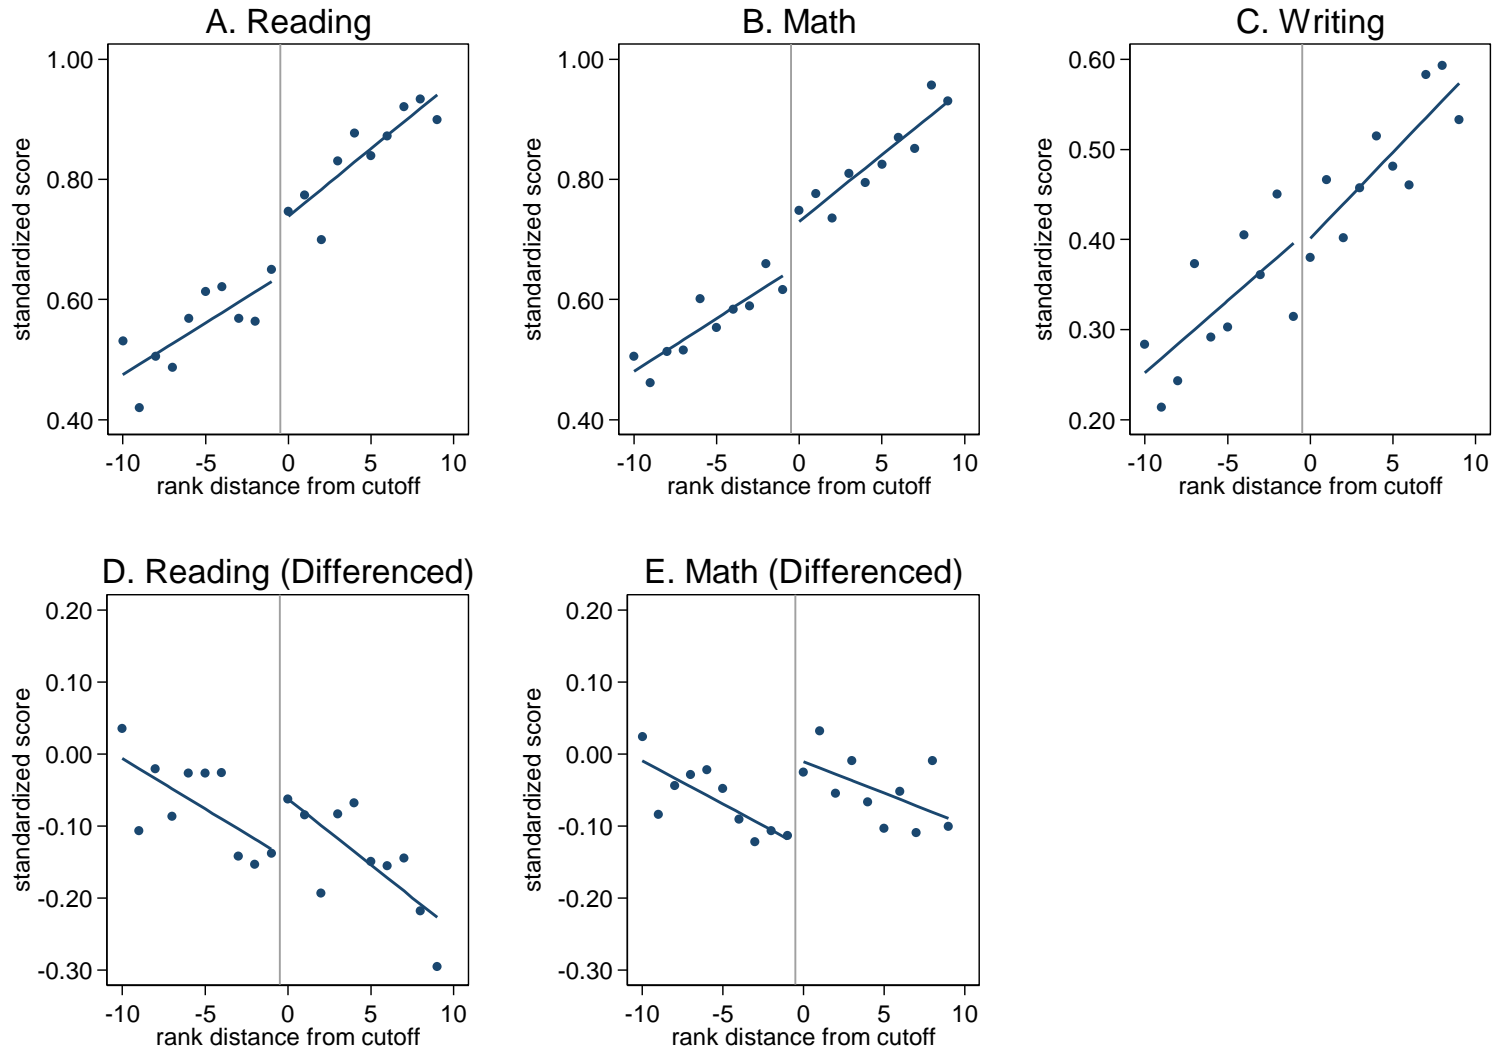 A. Reading
B. Math
C. Writing
standardized score
1.00
0.80
0.60
0.40
-10 -5 0 5 10
rank distance from cutoff
standardized score
1.00
0.80
0.60
0.40
-10 -5 0 5 10
rank distance from cutoff
standardized score
0.60
0.50
0.40
0.30
0.20
-10 -5 0 5 10
rank distance from cutoff
D. Reading (Differenced)
E. Math (Differenced)
standardized score
0.20
0.10
0.00
-0.10
-0.20
-0.30
-10 -5 0 5 10
rank distance from cutoff
standardized score
0.20
0.10
0.00
-0.10
-0.20
-0.30
-10 -5 0 5 10
rank distance from cutoff